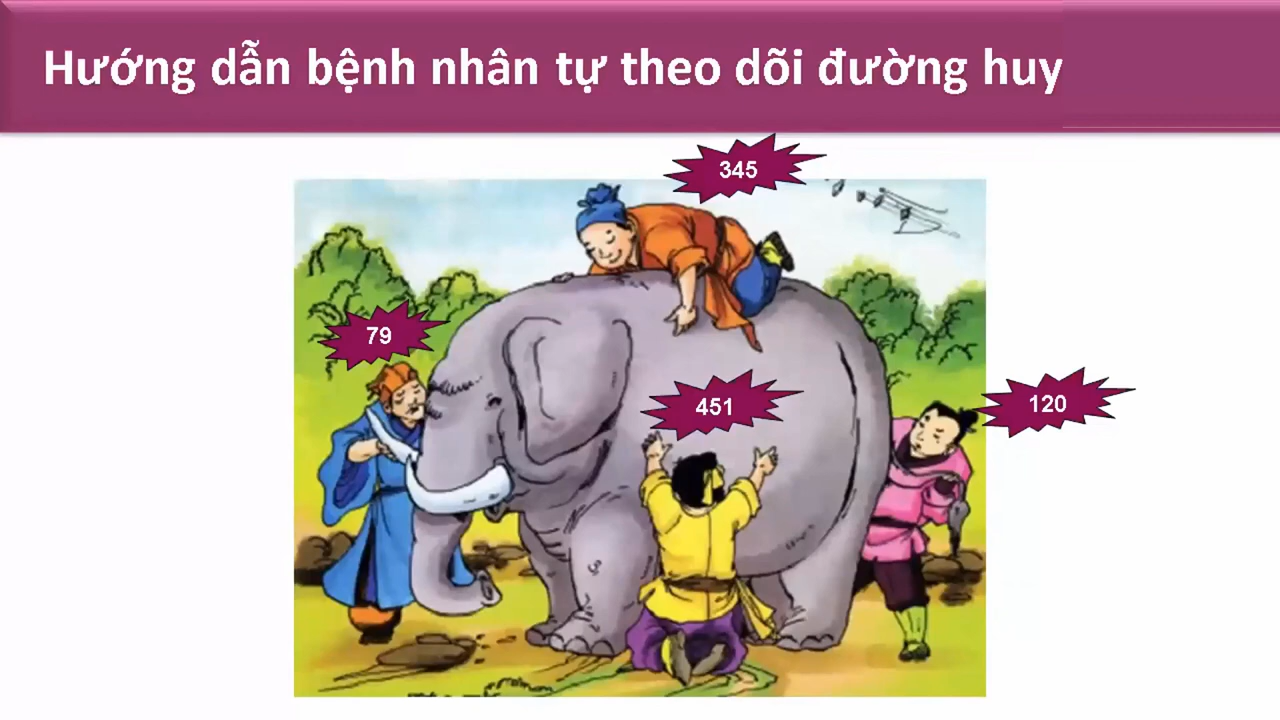 Hướng dẫn bệnh nhân tự theo dõi đường huy
345
79
451
120